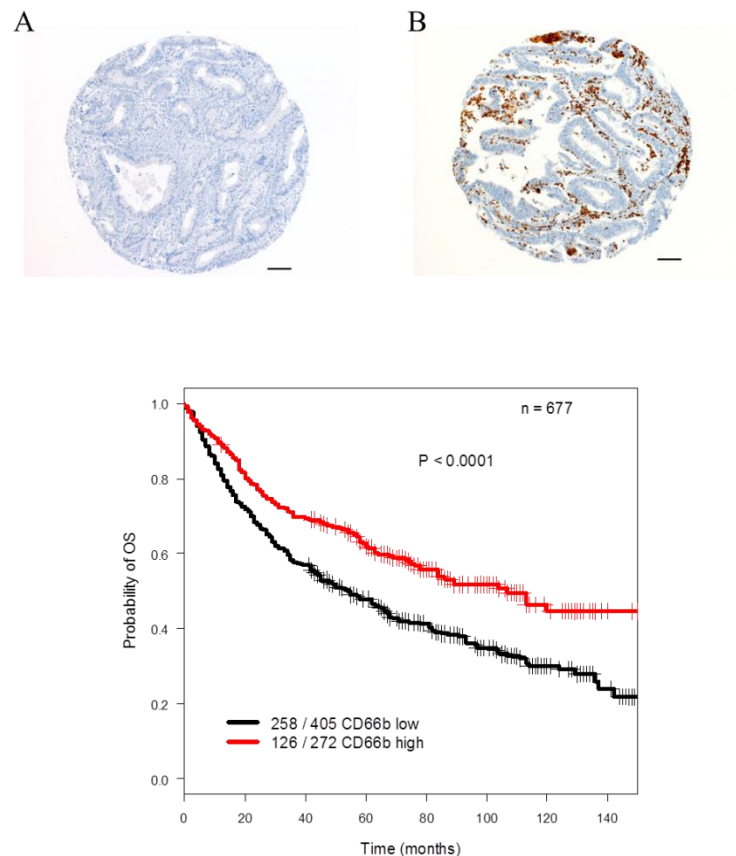 A
B
n = 677
P < 0.0001
1.0
0.8
0.6
0.4
0.2
0.0
Probability of OS
258 / 405 CD66b low
126 / 272 CD66b high
0 20 40 60 80 100 120 140
Time (months)